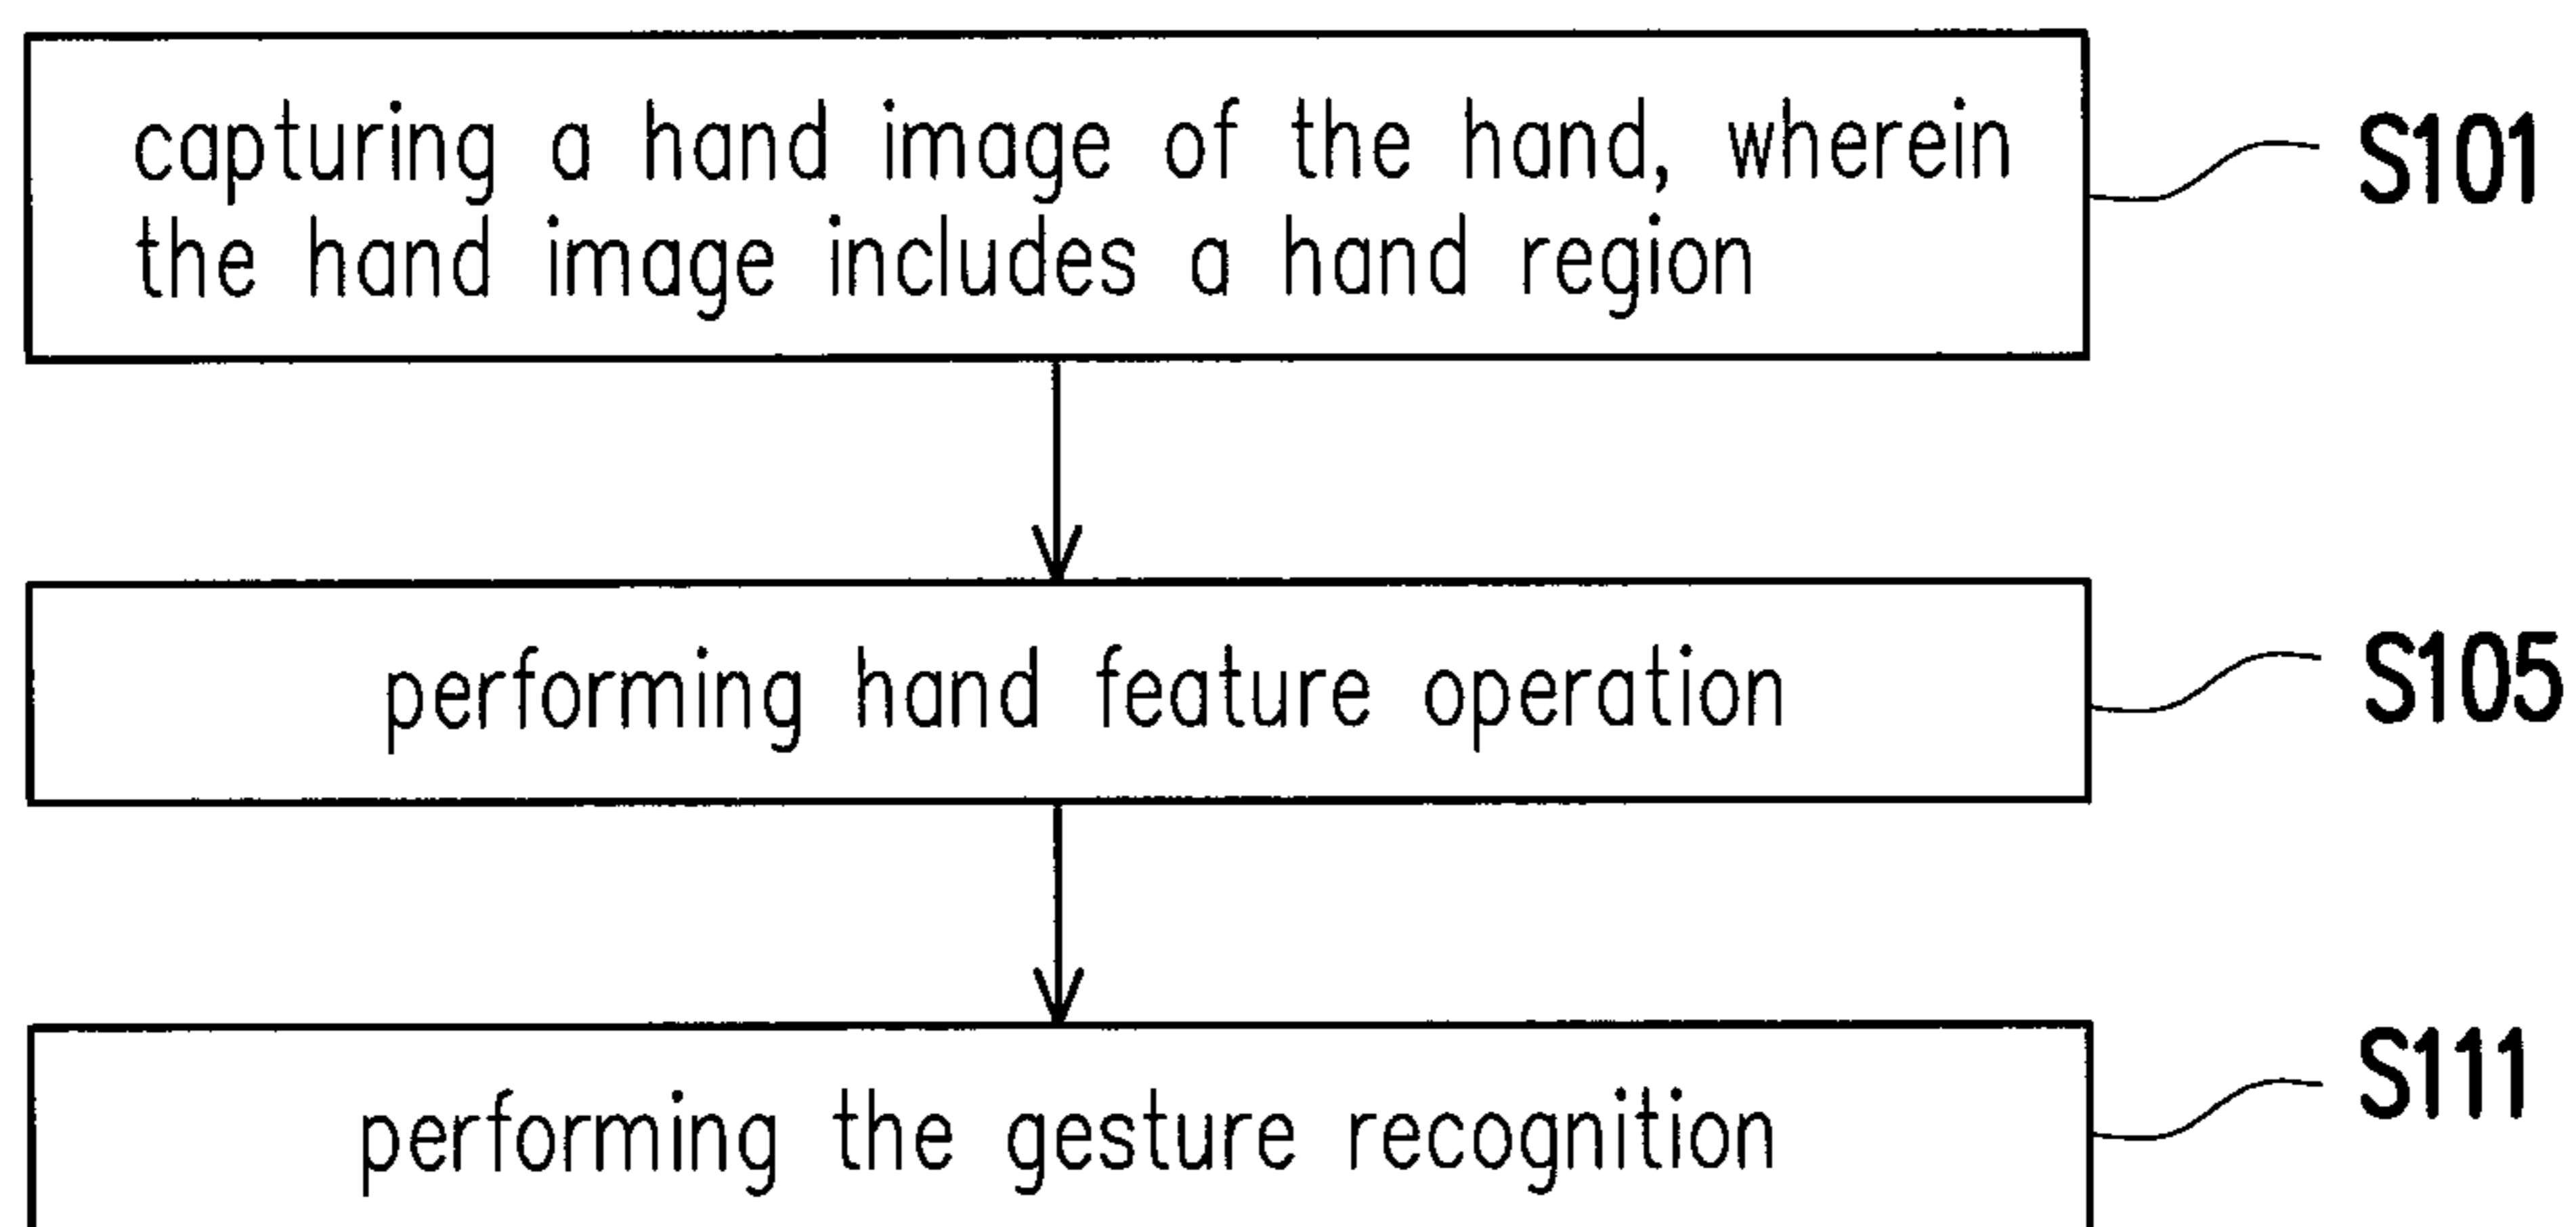 capturing a hand image of the hand, wherein
the hand image includes a hand region
S101
performing hand feature operation
S105
performing the gesture recognition
S111